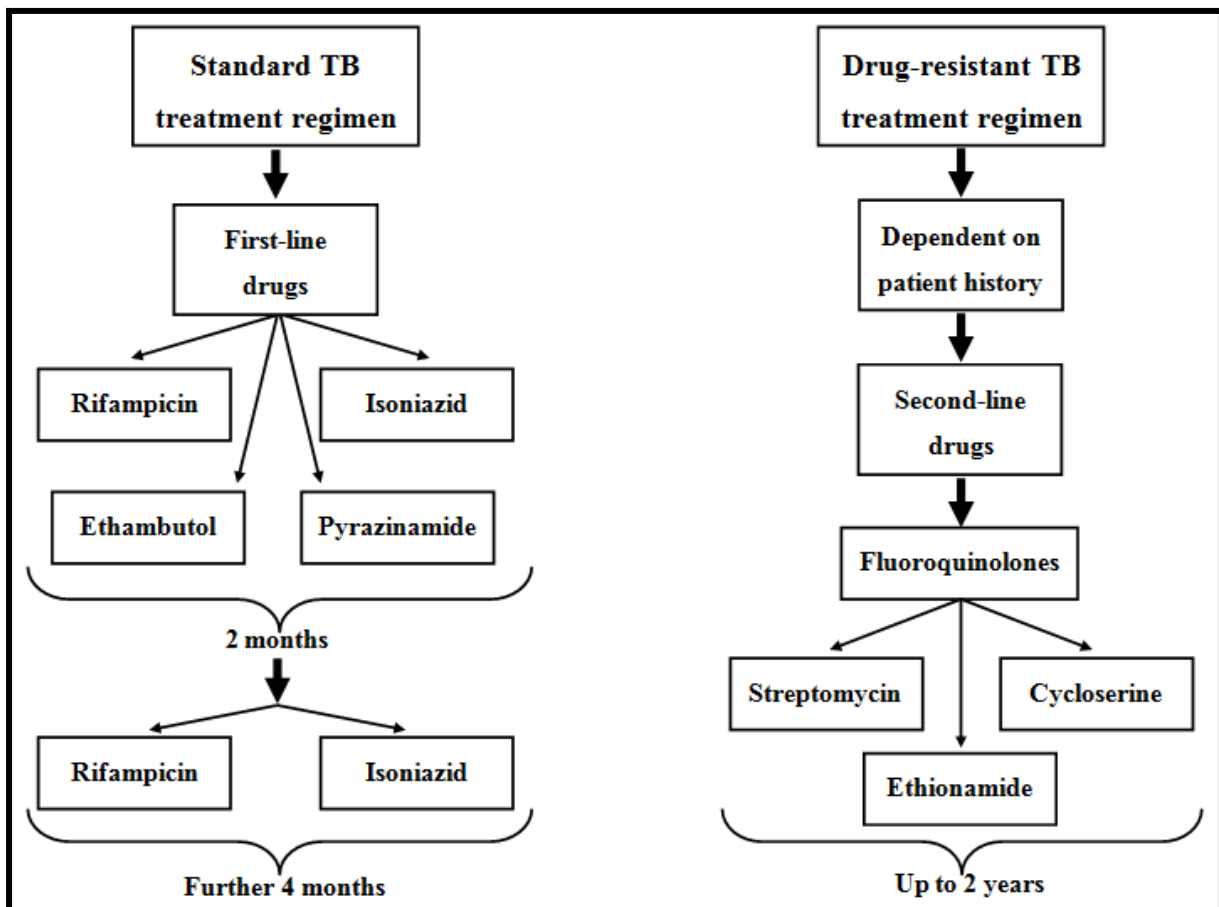 Standard TB
treatment regimen
First-line
drugs
Rifampicin
Isoniazid
Ethambutol
Pyrazinamide
2 months
Rifampicin
Isoniazid
Further 4 months
Drug-resistant TB
treatment regimen
Dependent on
patient history
Second-line
drugs
Fluoroquinolones
Streptomycin
Cycloserine
Ethionamide
Up to 2 years